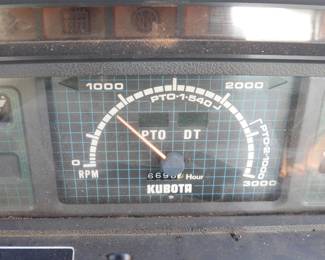 1000 2000
PTO-1-540
PTO DT
PTO-2-1000
0 3000
RPM
Hour
KUBOTA